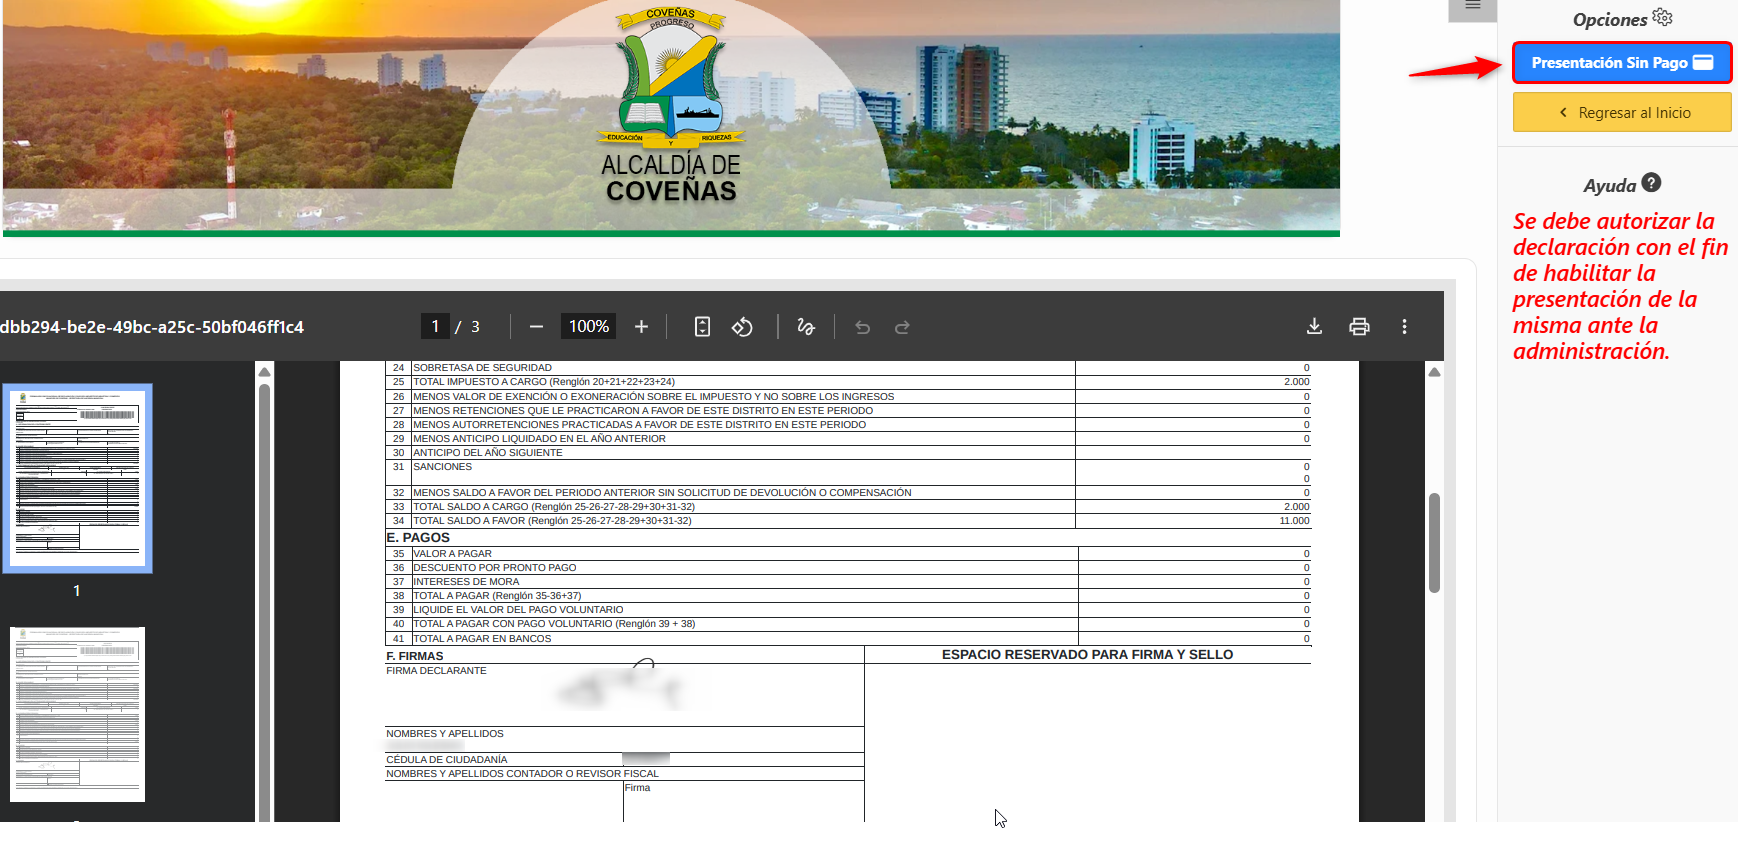 COVEÑAS
PROGRESO
EDUCACIÓN
Y
RIQUEZAS
ALCALDÍA DE
COVEÑAS
Opciones
Presentación Sin Pago
Regresar al Inicio
Ayuda
Se debe autorizar la
declaración con el fin
de habilitar la
presentación de la
misma ante la
administración.
dbb294-be2e-49bc-a25c-50bf046ff1c4
1 / 3
100%
1
24 SOBRETASA DE SEGURIDAD 0
25 TOTAL IMPUESTO A CARGO (Renglón 20+21+22+23+24) 2.000
26 MENOS VALOR DE EXENCIÓN O EXONERACIÓN SOBRE EL IMPUESTO Y NO SOBRE LOS INGRESOS 0
27 MENOS RETENCIONES QUE LE PRACTICARON A FAVOR DE ESTE DISTRITO EN ESTE PERIODO 0
28 MENOS AUTORRETENCIONES PRACTICADAS A FAVOR DE ESTE DISTRITO EN ESTE PERIODO 0
29 MENOS ANTICIPO LIQUIDADO EN EL AÑO ANTERIOR 0
30 ANTICIPO DEL AÑO SIGUIENTE
31 SANCIONES 0
0
32 MENOS SALDO A FAVOR DEL PERIODO ANTERIOR SIN SOLICITUD DE DEVOLUCIÓN O COMPENSACIÓN 0
33 TOTAL SALDO A CARGO (Renglón 25-26-27-28-29+30+31-32) 2.000
34 TOTAL SALDO A FAVOR (Renglón 25-26-27-28-29+30+31-32) 11.000
E. PAGOS
35 VALOR A PAGAR 0
36 DESCUENTO POR PRONTO PAGO 0
37 INTERESES DE MORA 0
38 TOTAL A PAGAR (Renglón 35-36+37) 0
39 LIQUIDE EL VALOR DEL PAGO VOLUNTARIO 0
40 TOTAL A PAGAR CON PAGO VOLUNTARIO (Renglón 39 + 38) 0
41 TOTAL A PAGAR EN BANCOS 0
F. FIRMAS
ESPACIO RESERVADO PARA FIRMA Y SELLO
FIRMA DECLARANTE
NOMBRES Y APELLIDOS
CÉDULA DE CIUDADANÍA
NOMBRES Y APELLIDOS CONTADOR O REVISOR FISCAL
Firma